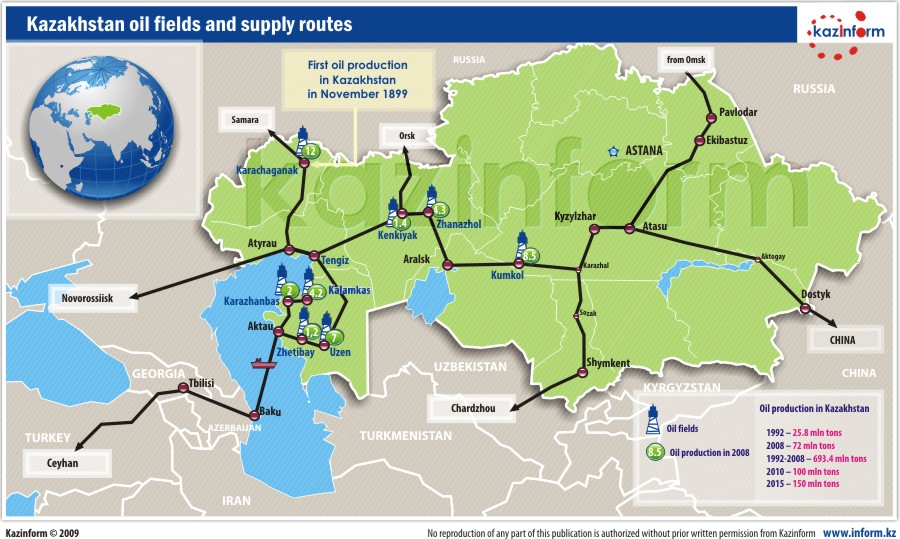 Kazakhstan oil fields and supply routes
kazinform
First oil production
in Kazakhstan
in November 1899
RUSSIA
from Omsk
RUSSIA
Samara
Orsk
Pavlodar
Ekibastuz
12
Karachaganak
ASTANA
kazinform
1.4
Kenkiyak
Zhanazhol
Kyzylzhar
Atasu
Atyrau
Tengiz
Aralsk
8.5
Kumkol
Karazhal
Aktogay
Novorossiisk
2
4.2
Kalamkas
Karazhanbas
Dostyk
Sozak
Aktau
1.2
7
Zhetibay
Uzen
CHINA
Shymkent
UZBEKISTAN
GEORGIA
Tbilisi
KYRGYZSTAN
CHINA
Chardzhou
Baku
AZERBAIJAN
TURKEY
TURKMENISTAN
Ceyhan
IRAN
Oil fields
8.5 Oil production in 2008
Oil production in Kazakhstan
1992 – 25.8 mln tons
2008 – 72 mln tons
1992-2008 – 693.4 mln tons
2010 – 100 mln tons
2015 – 150 mln tons
Kazinform © 2009
No reproduction of any part of this publication is authorized without prior written permission from Kazinform www.inform.kz